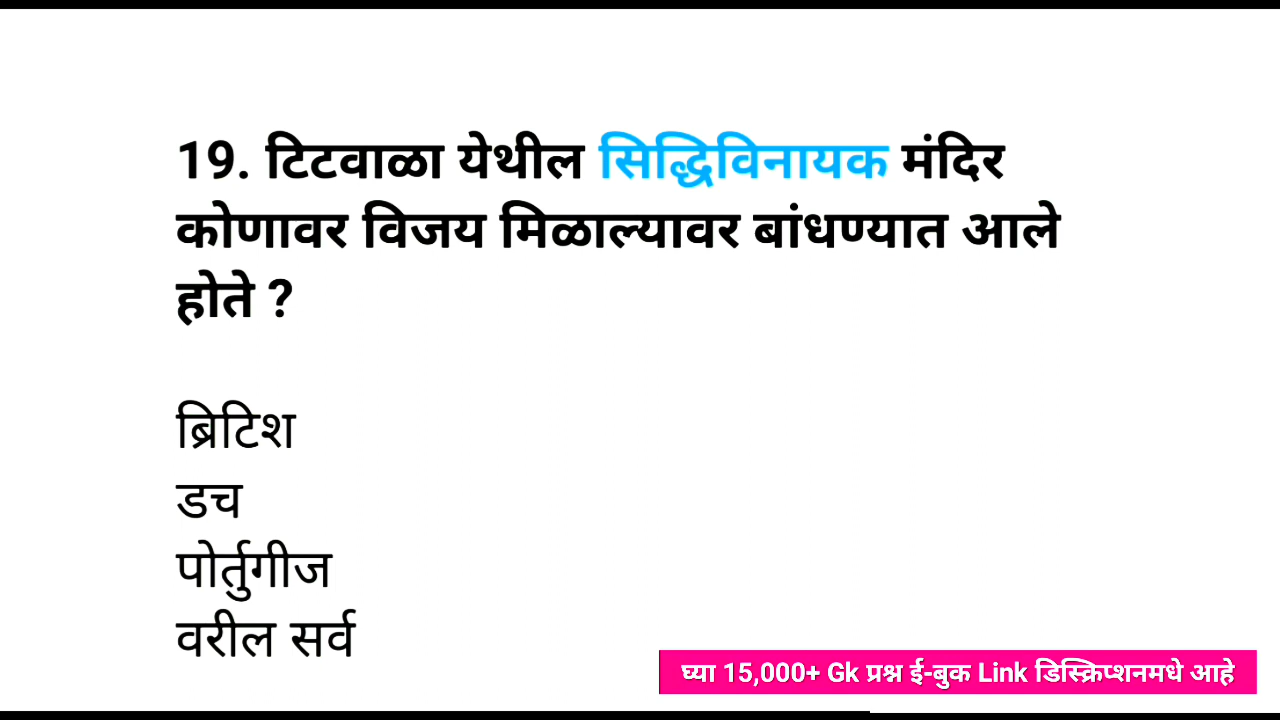 19. टिटवाळा येथील सिद्धिविनायक मंदिर
कोणावर विजय मिळाल्यावर बांधण्यात आले
होते ?
ब्रिटिश
डच
पोर्तुगीज
वरील सर्व
घ्या 15,000+ Gk प्रश्न ई-बुक Link डिस्क्रिप्शनमधे आहे